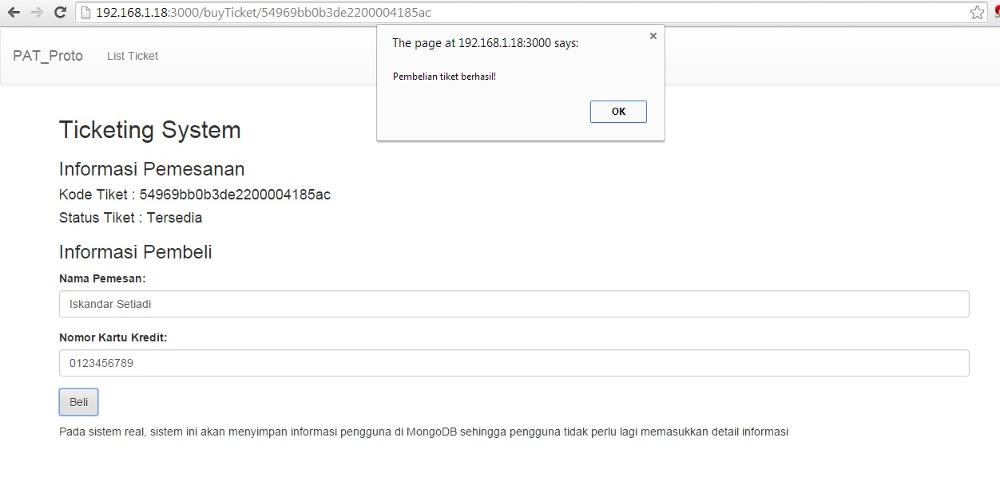 192.168.1.18:3000/buyTicket/54969bb0b3de2200004185ac
The page at 192.168.1.18:3000 says:
Pembelian tiket berhasil!
OK
PAT_Proto List Ticket
Ticketing System
Informasi Pemesanan
Kode Tiket : 54969bb0b3de2200004185ac
Status Tiket : Tersedia
Informasi Pembeli
Nama Pemesan:
Iskandar Setiadi
Nomor Kartu Kredit:
0123456789
Beli
Pada sistem real, sistem ini akan menyimpan informasi pengguna di MongoDB sehingga pengguna tidak perlu lagi memasukkan detail informasi